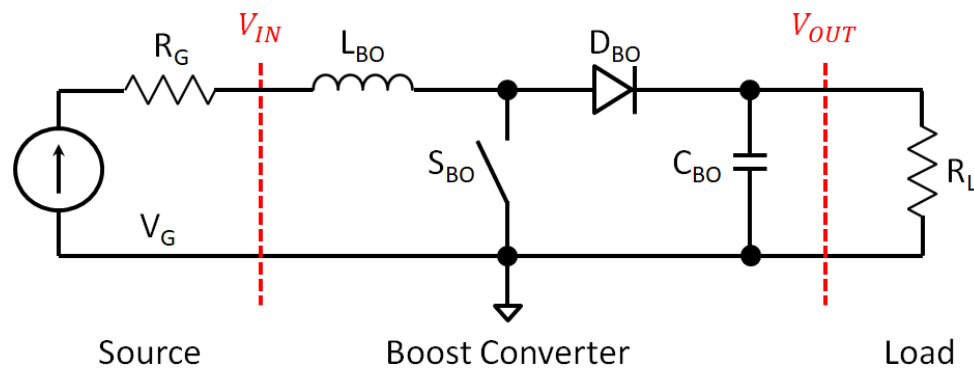 V_IN
V_OUT
R_G
L_BO
D_BO
S_BO
C_BO
R_L
V_G
Source
Boost Converter
Load